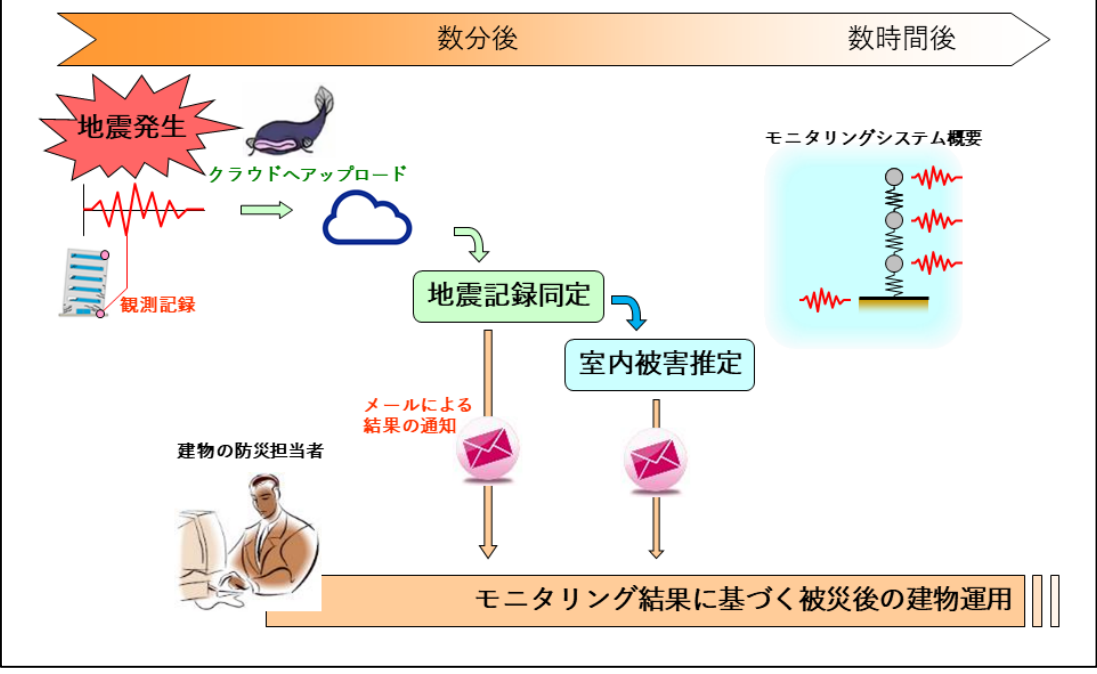 数分後
数時間後
地震発生
クラウドへアップロード
モニタリングシステム概要
観測記録
地震記録同定
室内被害推定
メールによる
結果の通知
建物の防災担当者
モニタリング結果に基づく被災後の建物運用